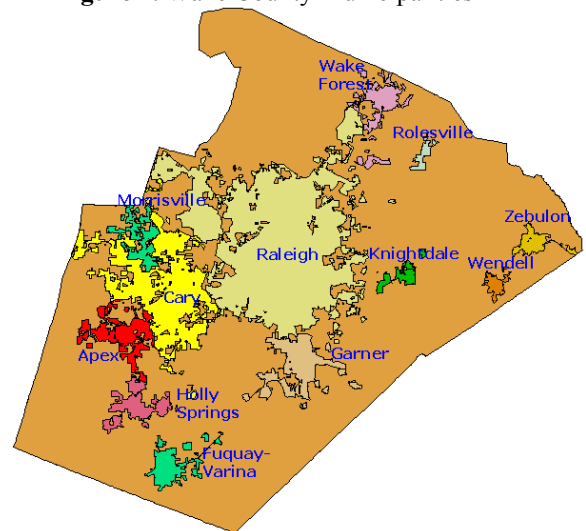 Wake
Forest
Rolesville
Morrisville
Zebulon
Raleigh
Knightdale
Wendell
Cary
Apex
Garner
Holly
Springs
Fuquay-
Varina